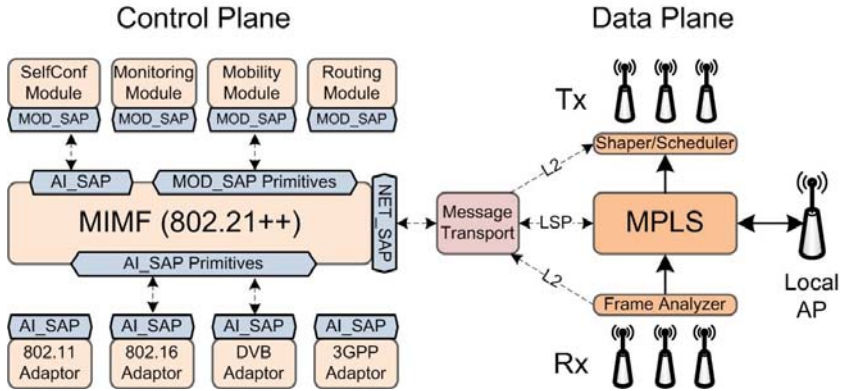 Control Plane
Data Plane
SelfConf
Module
Monitoring
Module
Mobility
Module
Routing
Module
MOD_SAP
MOD_SAP
MOD_SAP
MOD_SAP
AI_SAP
MOD_SAP Primitives
MIMF (802.21++)
NET_SAP
AI_SAP Primitives
AI_SAP
AI_SAP
AI_SAP
AI_SAP
802.11
Adaptor
802.16
Adaptor
DVB
Adaptor
3GPP
Adaptor
Message
Transport
Tx
Shaper/Scheduler
L2
LSP
MPLS
L2
Frame Analyzer
Rx
Local
AP